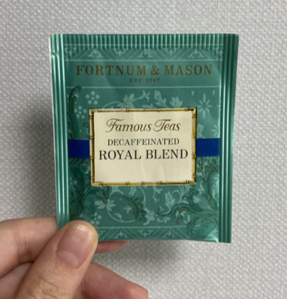 FORTNUM & MASON
EST 1707
Famous Teas
DECAFFEINATED
ROYAL BLEND